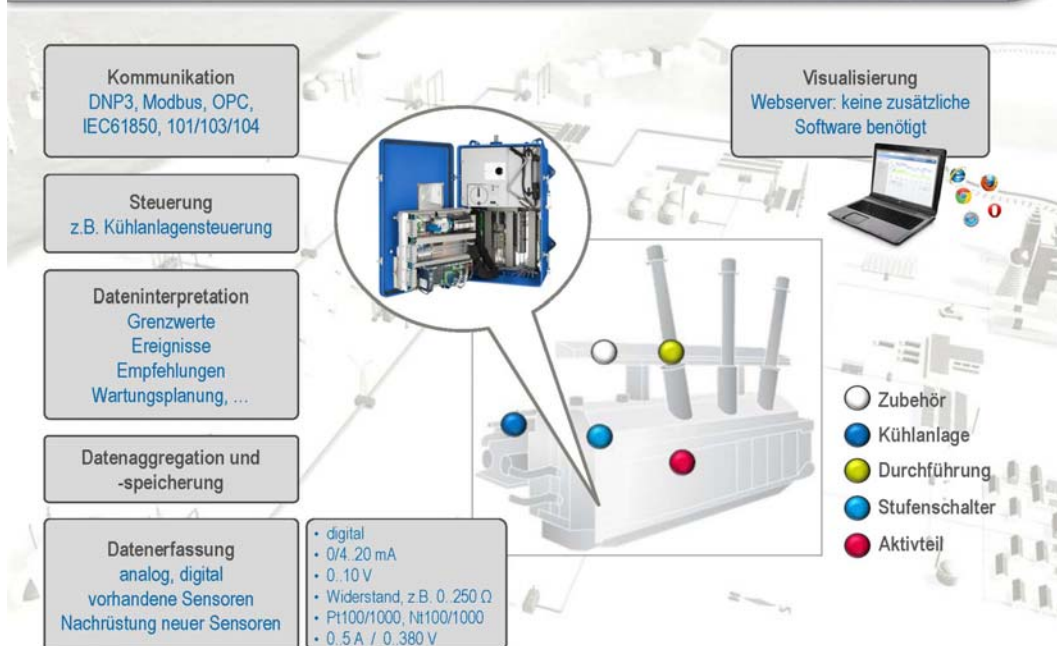 Kommunikation
DNP3, Modbus, OPC,
IEC61850, 101/103/104
Steuerung
z.B. Kühlanlagensteuerung
Dateninterpretation
Grenzwerte
Ereignisse
Empfehlungen
Wartungsplanung, …
Datenaggregation und
-speicherung
Datenerfassung
analog, digital
vorhandene Sensoren
Nachrüstung neuer Sensoren
• digital
• 0/4..20 mA
• 0..10 V
• Widerstand, z.B. 0..250 Ω
• Pt100/1000, Nt100/1000
• 0..5 A / 0..380 V
Visualisierung
Webserver: keine zusätzliche
Software benötigt
Zubehör
Kühlanlage
Durchführung
Stufenschalter
Aktivteil